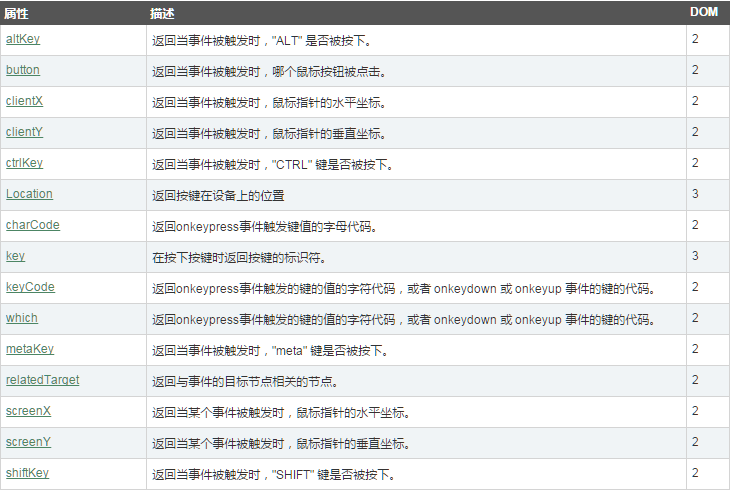 属性 描述 DOM
altKey 返回当事件被触发时，"ALT" 是否被按下。 2
button 返回当事件被触发时，哪个鼠标按钮被点击。 2
clientX 返回当事件被触发时，鼠标指针的水平坐标。 2
clientY 返回当事件被触发时，鼠标指针的垂直坐标。 2
ctrlKey 返回当事件被触发时，"CTRL" 键是否被按下。 2
Location 返回按键在设备上的位置 3
charCode 返回onkeypress事件触发键值的字母代码。 2
key 在按下按键时返回按键的标识符。 3
keyCode 返回onkeypress事件触发的键的值的字符代码，或者 onkeydown 或 onkeyup 事件的键的代码。 2
which 返回onkeypress事件触发的键的值的字符代码，或者 onkeydown 或 onkeyup 事件的键的代码。 2
metaKey 返回当事件被触发时，"meta" 键是否被按下。 2
relatedTarget 返回与事件的目标节点相关的节点。 2
screenX 返回当某个事件被触发时，鼠标指针的水平坐标。 2
screenY 返回当某个事件被触发时，鼠标指针的垂直坐标。 2
shiftKey 返回当事件被触发时，"SHIFT" 键是否被按下。 2